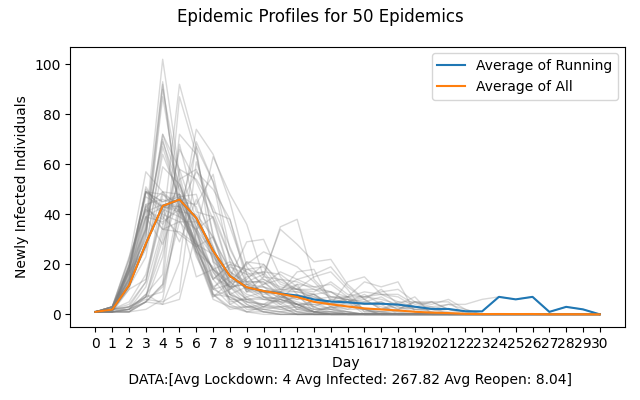 Epidemic Profiles for 50 Epidemics
Average of Running
Average of All
100
80
60
40
20
0
Newly Infected Individuals
0 1 2 3 4 5 6 7 8 9 10 11 12 13 14 15 16 17 18 19 20 21 22 23 24 25 26 27 28 29 30
Day
DATA:[Avg Lockdown: 4 Avg Infected: 267.82 Avg Reopen: 8.04]